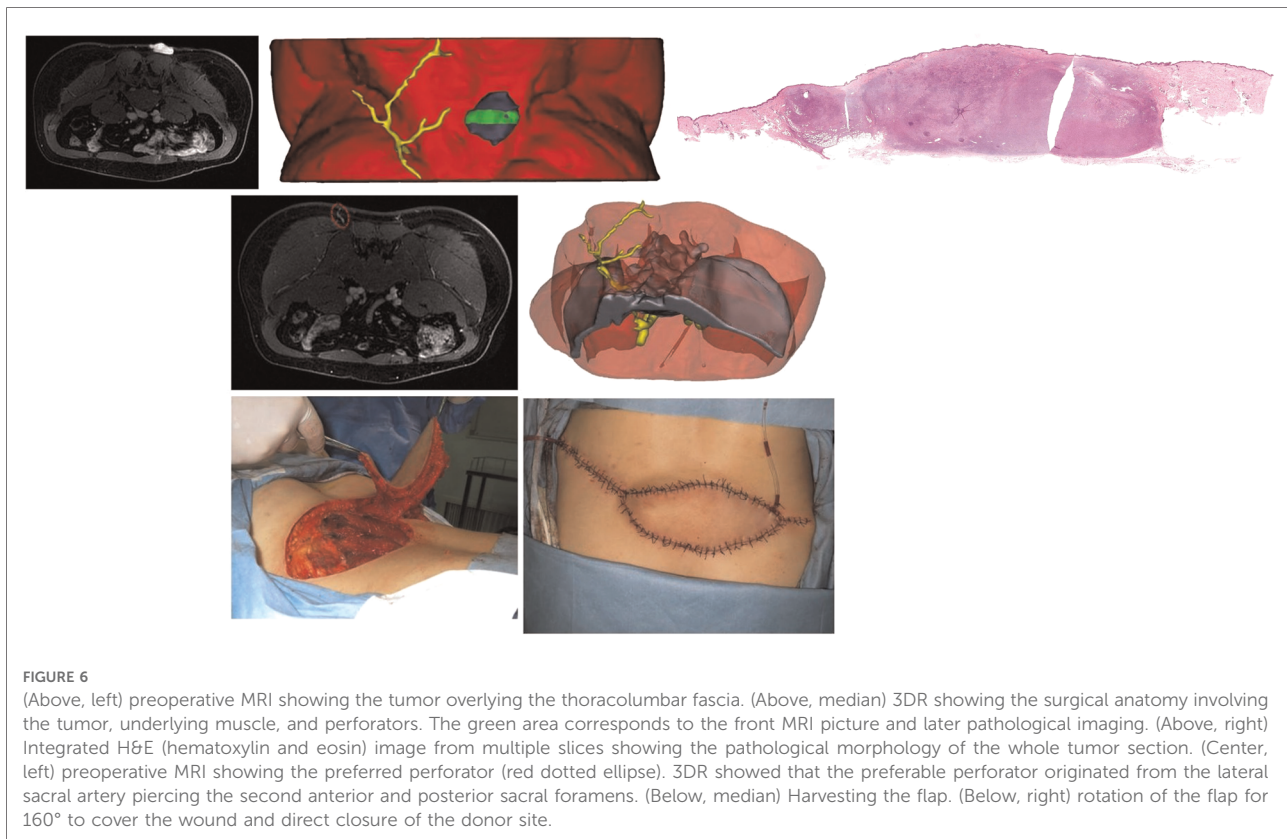 FIGURE 6
(Above, left) preoperative MRI showing the tumor overlying the thoracolumbar fascia. (Above, median) 3DR showing the surgical anatomy involving
the tumor, underlying muscle, and perforators. The green area corresponds to the front MRI picture and later pathological imaging. (Above, right)
Integrated H&E (hematoxylin and eosin) image from multiple slices showing the pathological morphology of the whole tumor section. (Center,
left) preoperative MRI showing the preferred perforator (red dotted ellipse). 3DR showed that the preferable perforator originated from the lateral
sacral artery piercing the second anterior and posterior sacral foramens. (Below, median) Harvesting the flap. (Below, right) rotation of the flap for
160° to cover the wound and direct closure of the donor site.